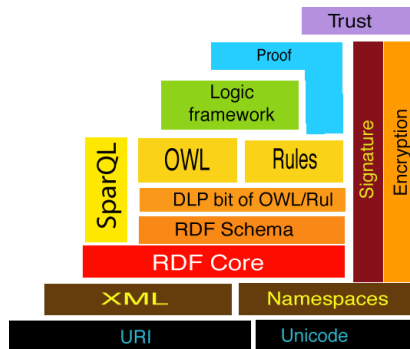 Trust
Proof
Logic
framework
Signature
Encryption
SparQL
OWL
Rules
DLP bit of OWL/Rul
RDF Schema
RDF Core
XML
Namespaces
URI
Unicode